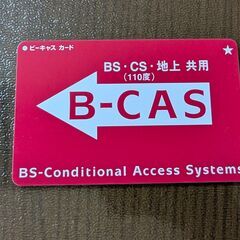 ビーキャス カード
BS・CS・地上 共用
(110度)
B-CAS
BS-Conditional Access Systems